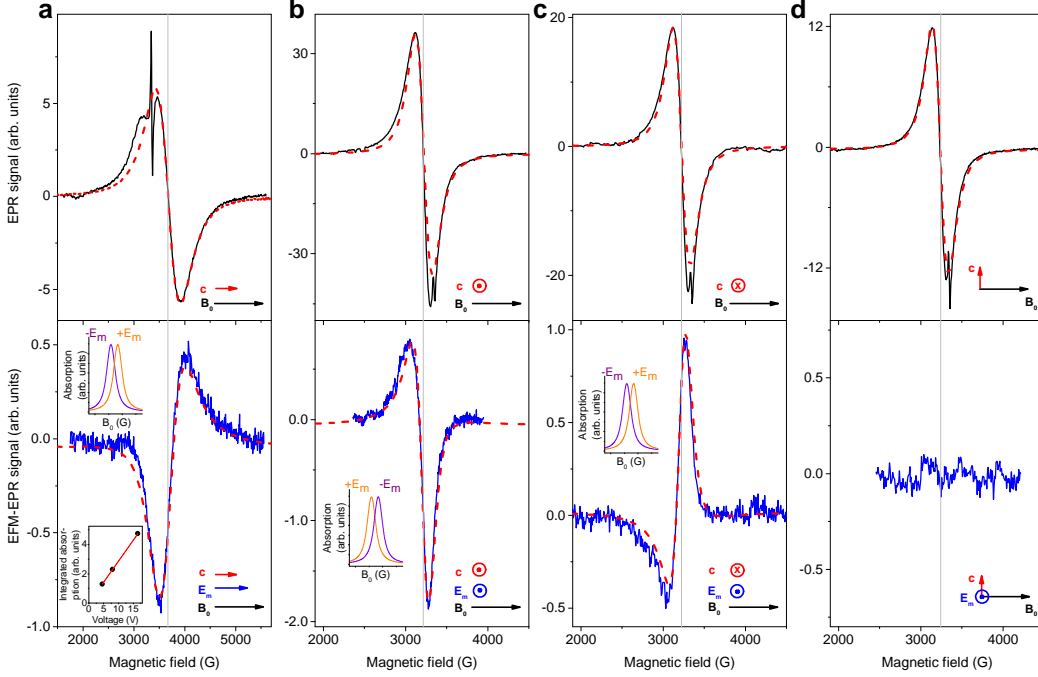 a
b
c
d
EPR signal (arb. units)
5
0
-5
c
B₀
30
0
-30
c
B₀
20
10
0
-10
-20
c
x
B₀
12
0
-12
c
B₀
EFM-EPR signal (arb. units)
0.5
0.0
-0.5
-1.0
-Eₘ +Eₘ
Absorption
(arb. units)
B₀ (G)
Integrated absor-
ption (arb. units)
4
2
0
5 10 15
Voltage (V)
c
Eₘ
B₀
2000 3000 4000 5000
Magnetic field (G)
0.0
-1.0
-2.0
+Eₘ -Eₘ
Absorption
(arb. units)
B₀ (G)
c
Eₘ
B₀
2000 3000 4000
Magnetic field (G)
1.0
0.5
0.0
-0.5
-Eₘ +Eₘ
Absorption
(arb. units)
B₀ (G)
c
x
Eₘ
B₀
2000 3000 4000
Magnetic field (G)
0.5
0.0
-0.5
c
Eₘ
B₀
2000 3000 4000
Magnetic field (G)